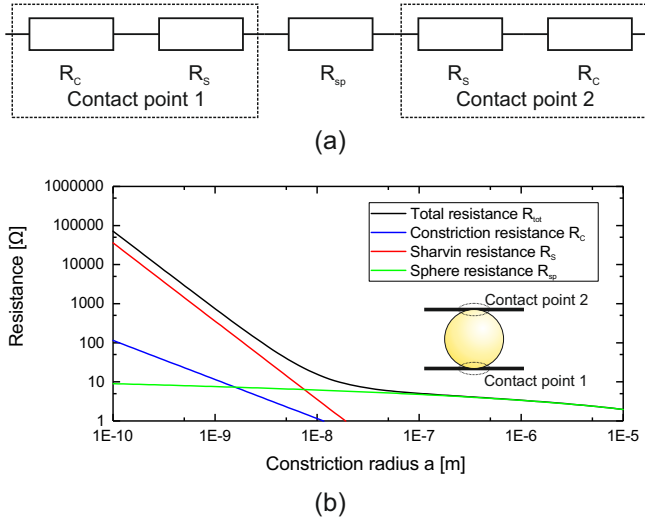 R_C R_S R_sp R_S R_C
Contact point 1 Contact point 2
(a)
1000000
100000
10000
1000
100
10
1
Resistance [Ω]
Total resistance R_tot
Constriction resistance R_C
Sharvin resistance R_S
Sphere resistance R_sp
Contact point 2
Contact point 1
1E-10 1E-9 1E-8 1E-7 1E-6 1E-5
Constriction radius a [m]
(b)